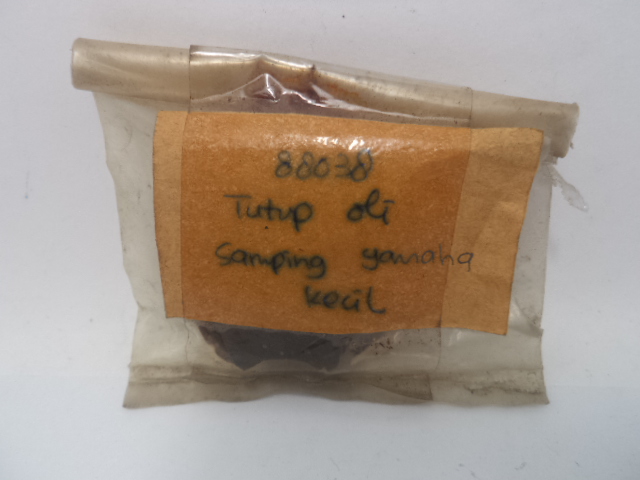 88038
Tutup oli
samping yamaha
kecil